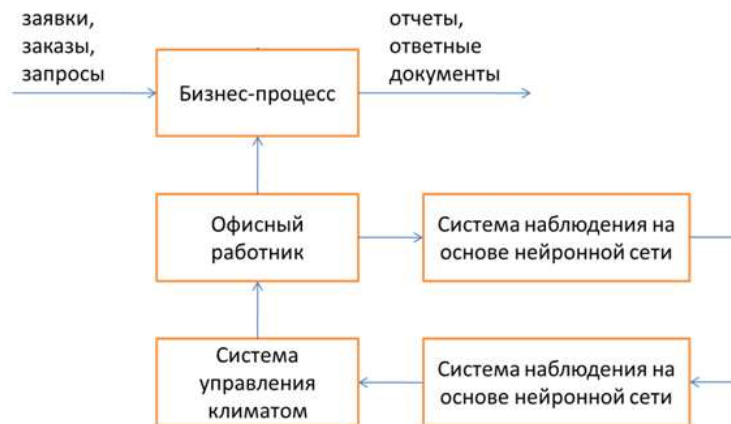 заявки,
заказы,
запросы
отчеты,
ответные
документы
Бизнес-процесс
Офисный
работник
Система наблюдения на
основе нейронной сети
Система
управления
климатом
Система наблюдения на
основе нейронной сети